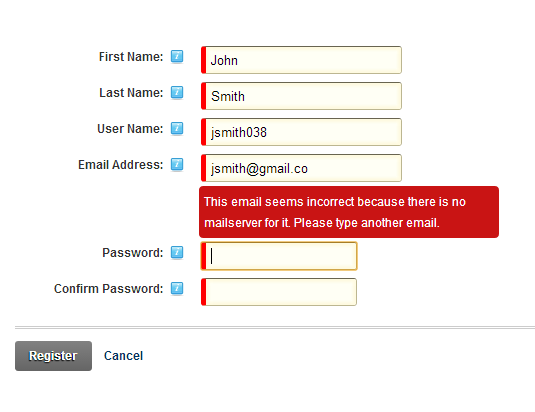 First Name: i John
Last Name: i Smith
User Name: i jsmith038
Email Address: i jsmith@gmail.co
This email seems incorrect because there is no
mailserver for it. Please type another email.
Password: i
Confirm Password: i
Register Cancel